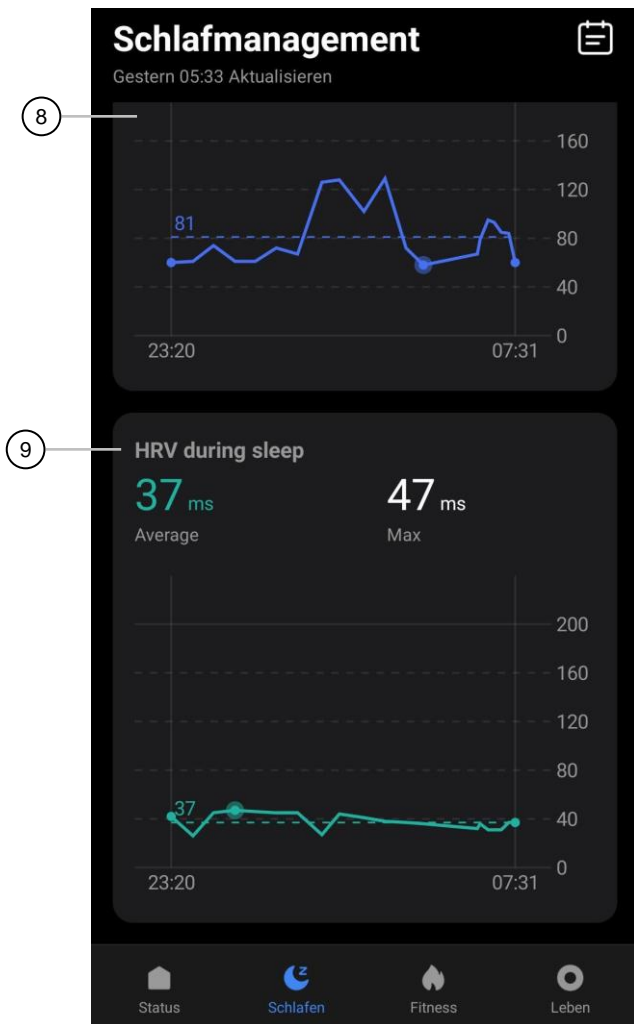 Schlafmanagement
Gestern 05:33 Aktualisieren
8
160
120
81
80
40
0
23:20 07:31
9
HRV during sleep
37 ms 47 ms
Average Max
200
160
120
80
37
40
0
23:20 07:31
z
Status Schlafen Fitness Leben